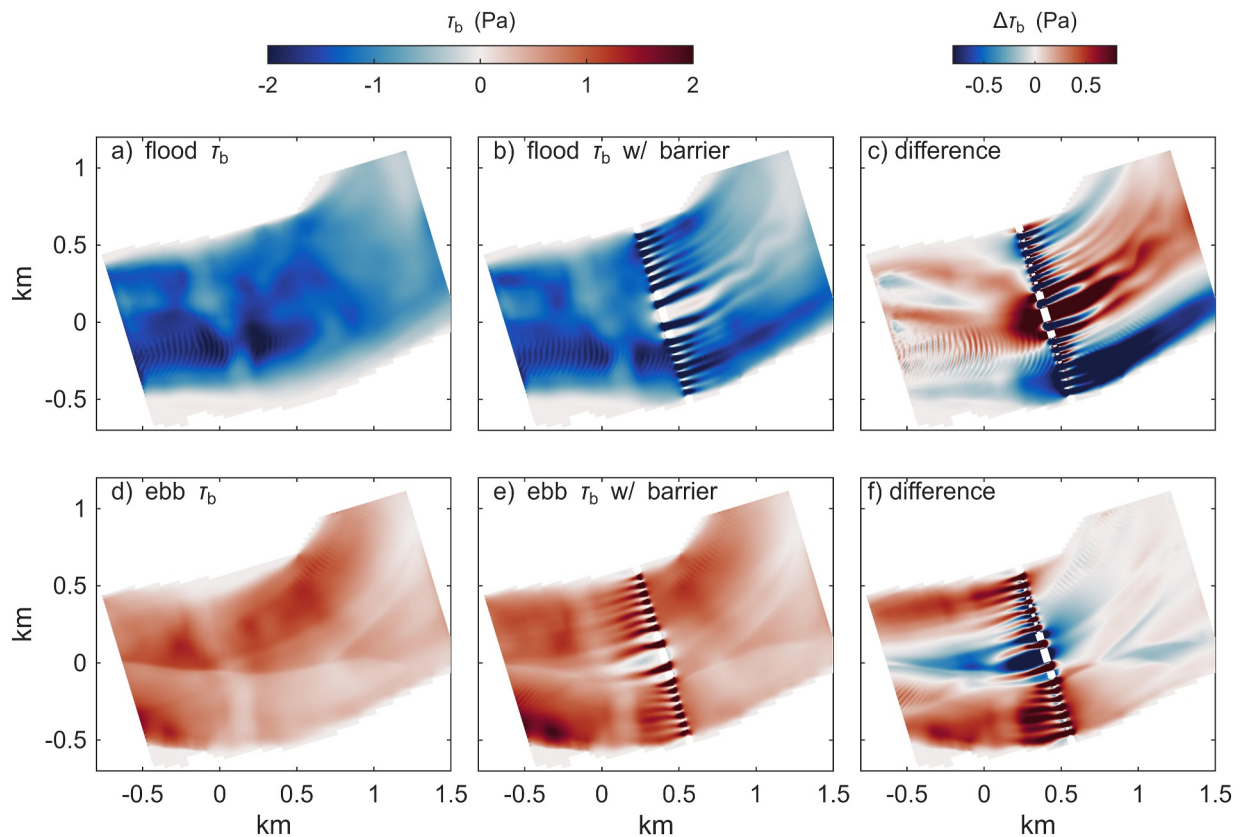 τb (Pa)
Δτb (Pa)
-2 -1 0 1 2
-0.5 0 0.5
a) flood τb
b) flood τb w/ barrier
c) difference
1
0.5
0
-0.5
km
d) ebb τb
e) ebb τb w/ barrier
f) difference
1
0.5
0
-0.5
km
-0.5 0 0.5 1 1.5
-0.5 0 0.5 1 1.5
-0.5 0 0.5 1 1.5
km
km
km